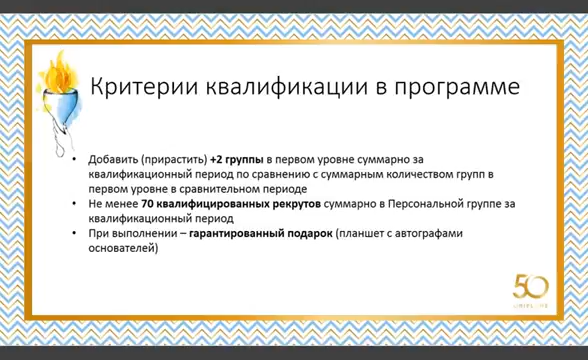 Критерии квалификации в программе
• Добавить (прирастить) +2 группы в первом уровне суммарно за
квалификационный период по сравнению с суммарным количеством групп в
первом уровне в сравнительном периоде
• Не менее 70 квалифицированных рекрутов суммарно в Персональной группе за
квалификационный период
• При выполнении – гарантированный подарок (планшет с автографами
основателей)
50
ORIFLAME